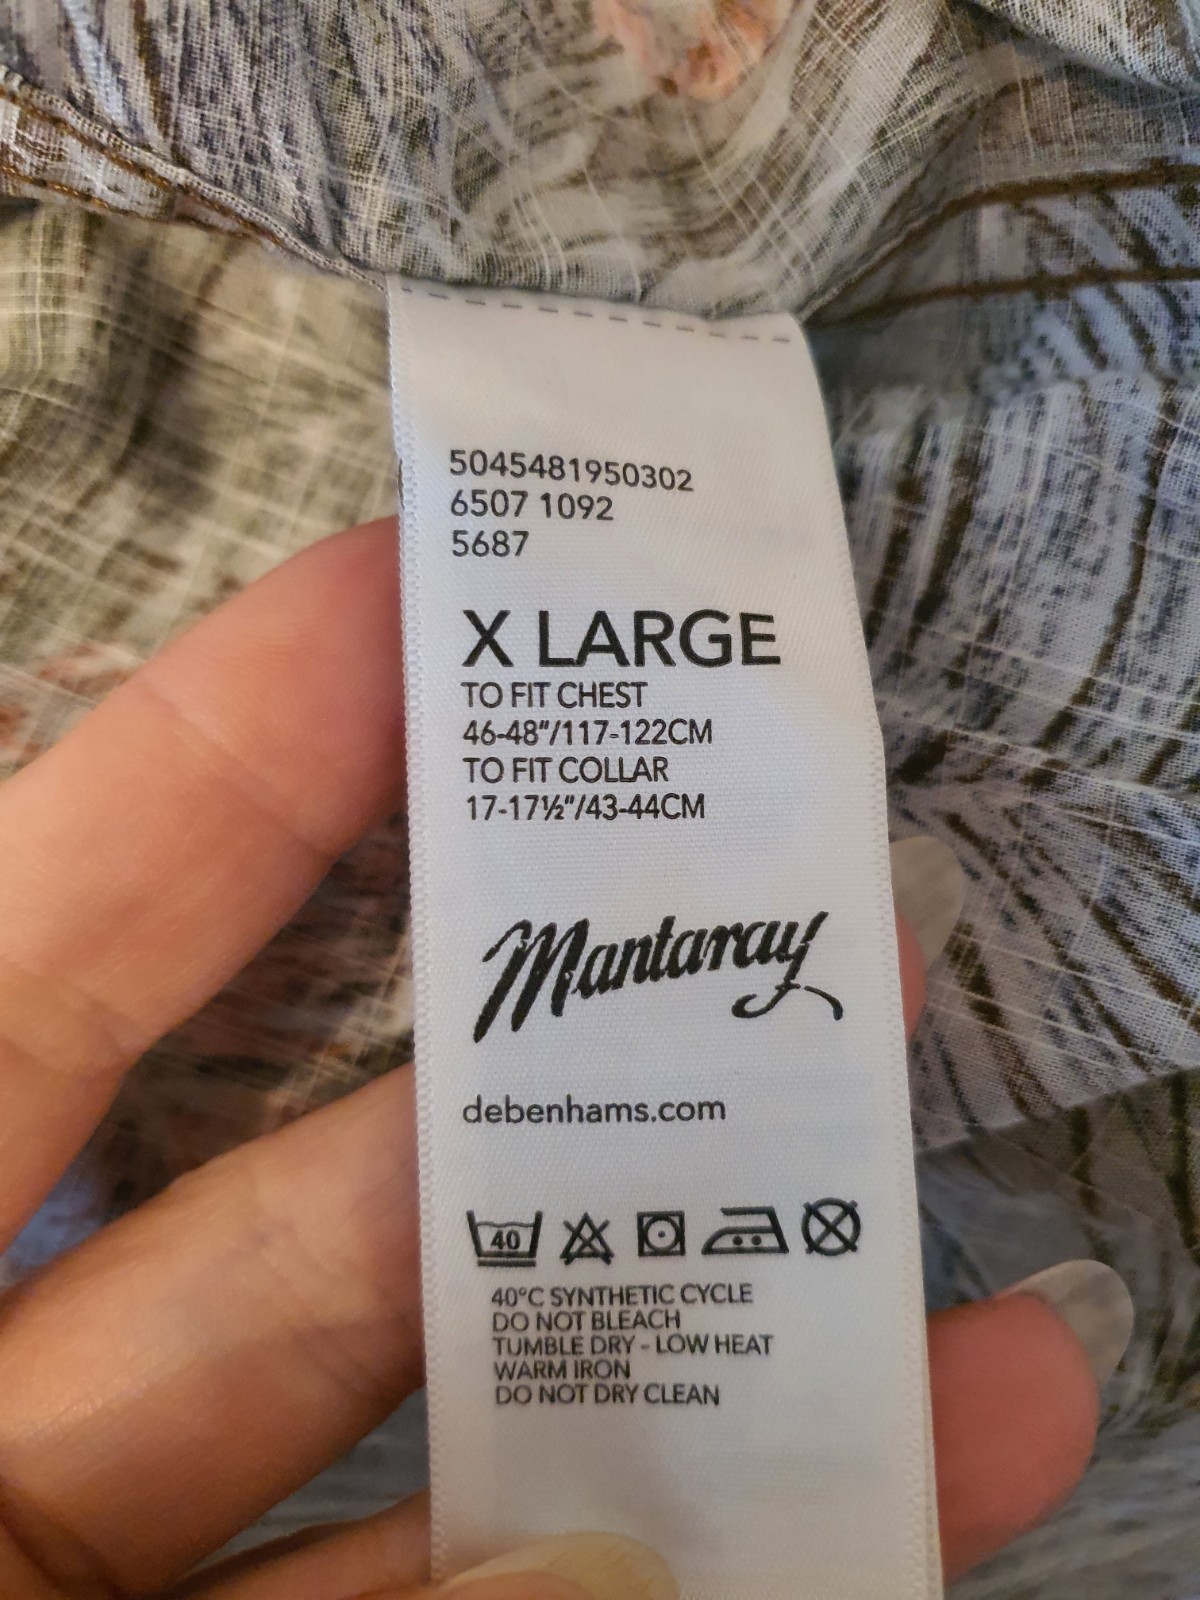 5045481950302
6507 1092
5687
X LARGE
TO FIT CHEST
46-48"/117-122CM
TO FIT COLLAR
17-17½"/43-44CM
Mantaray
debenhams.com
40
40°C SYNTHETIC CYCLE
DO NOT BLEACH
TUMBLE DRY - LOW HEAT
WARM IRON
DO NOT DRY CLEAN